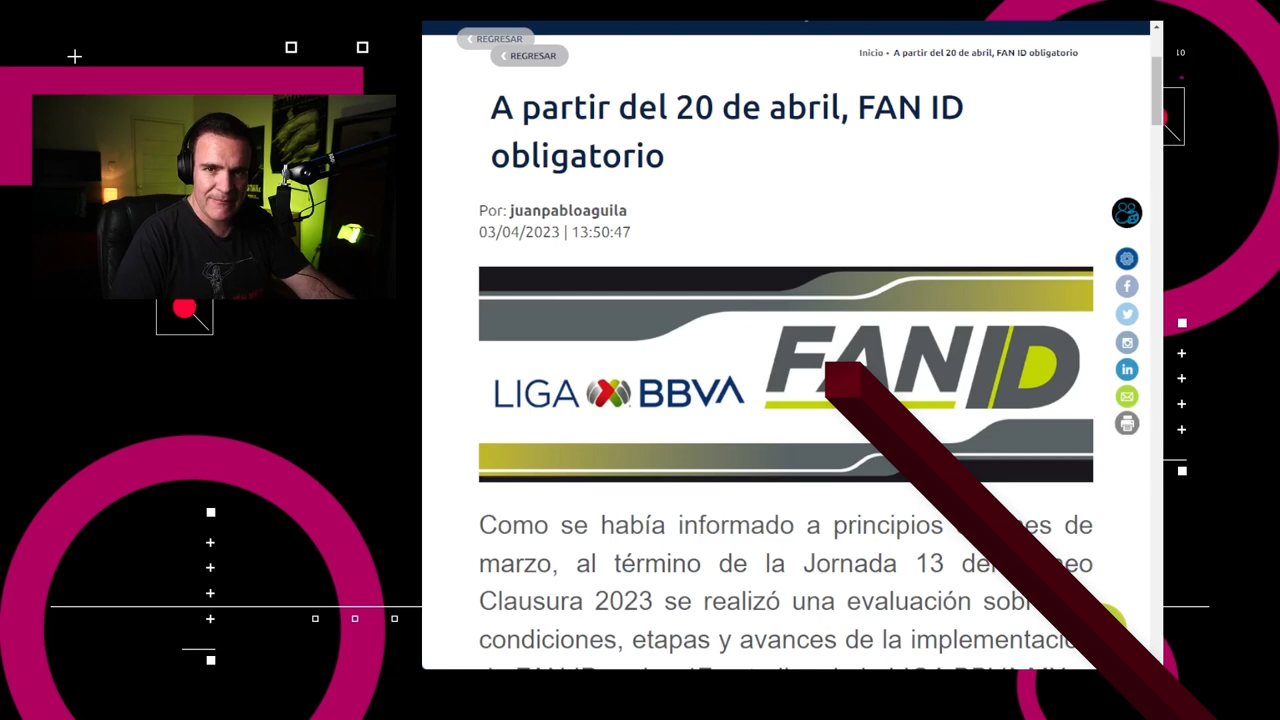 REGRESAR
REGRESAR
Inicio • A partir del 20 de abril, FAN ID obligatorio
10
A partir del 20 de abril, FAN ID
obligatorio
Por: juanpabloaguila
03/04/2023 | 13:50:47
FAN ID
LIGA BBVA
Como se había informado a principios de
marzo, al término de la Jornada 13 del
Clausura 2023 se realizó una evaluación
condiciones, etapas y avances de la